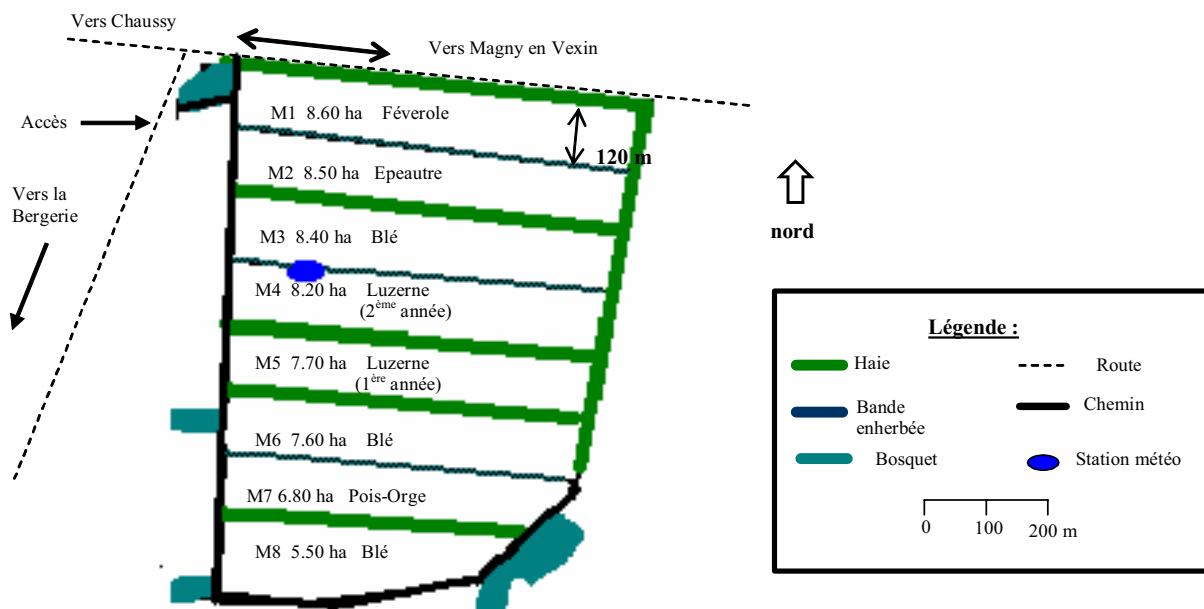 Vers Chaussy
Vers Magny en Vexin
Accès
Vers la
Bergerie
M1 8.60 ha Féverole
120 m
M2 8.50 ha Epeautre
M3 8.40 ha Blé
M4 8.20 ha Luzerne
(2ème année)
M5 7.70 ha Luzerne
(1ère année)
M6 7.60 ha Blé
M7 6.80 ha Pois-Orge
M8 5.50 ha Blé
nord
Légende :
Haie
Route
Bande
enherbée
Chemin
Bosquet
Station météo
0 100 200 m